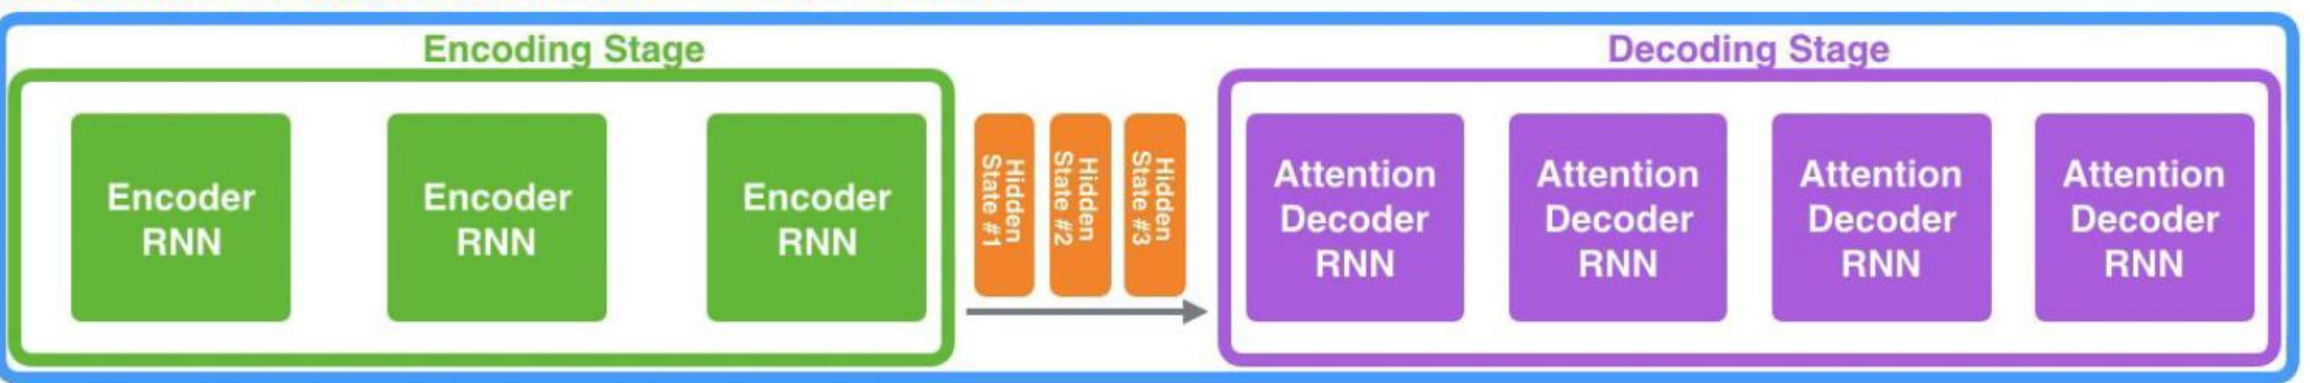 Encoding Stage
Decoding Stage
Encoder
RNN
Encoder
RNN
Encoder
RNN
Hidden
State #1
Hidden
State #2
Hidden
State #3
Attention
Decoder
RNN
Attention
Decoder
RNN
Attention
Decoder
RNN
Attention
Decoder
RNN